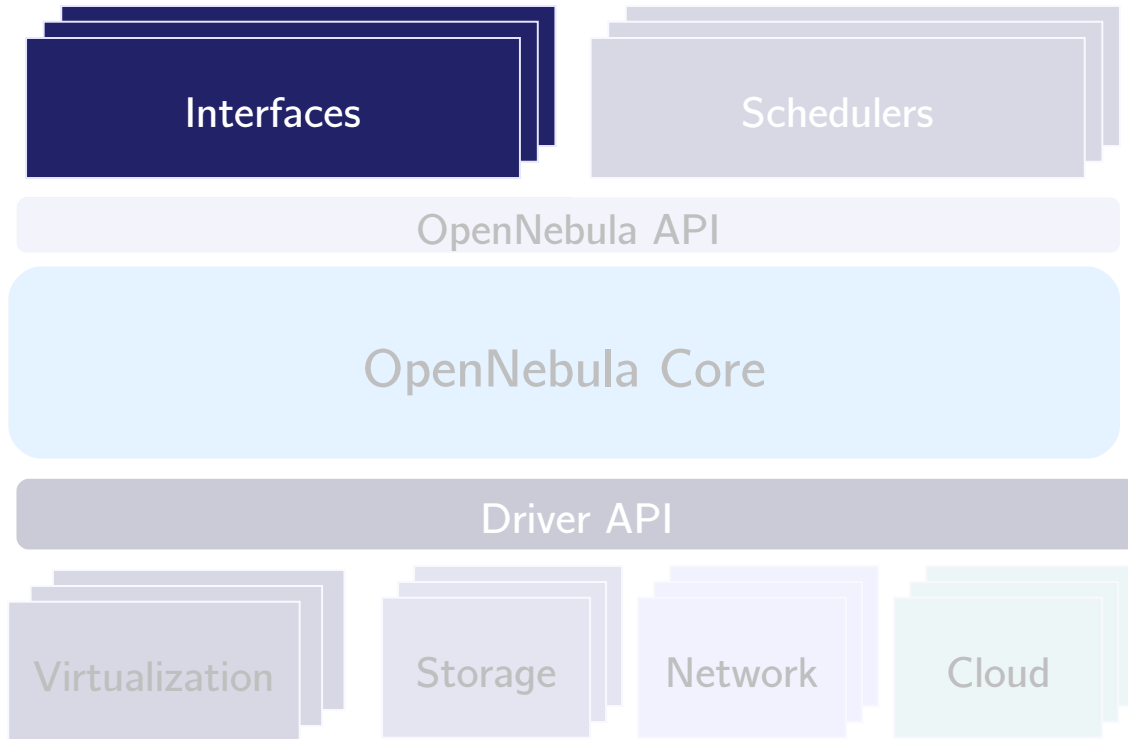 Interfaces
Schedulers
OpenNebula API
OpenNebula Core
Driver API
Virtualization
Storage
Network
Cloud